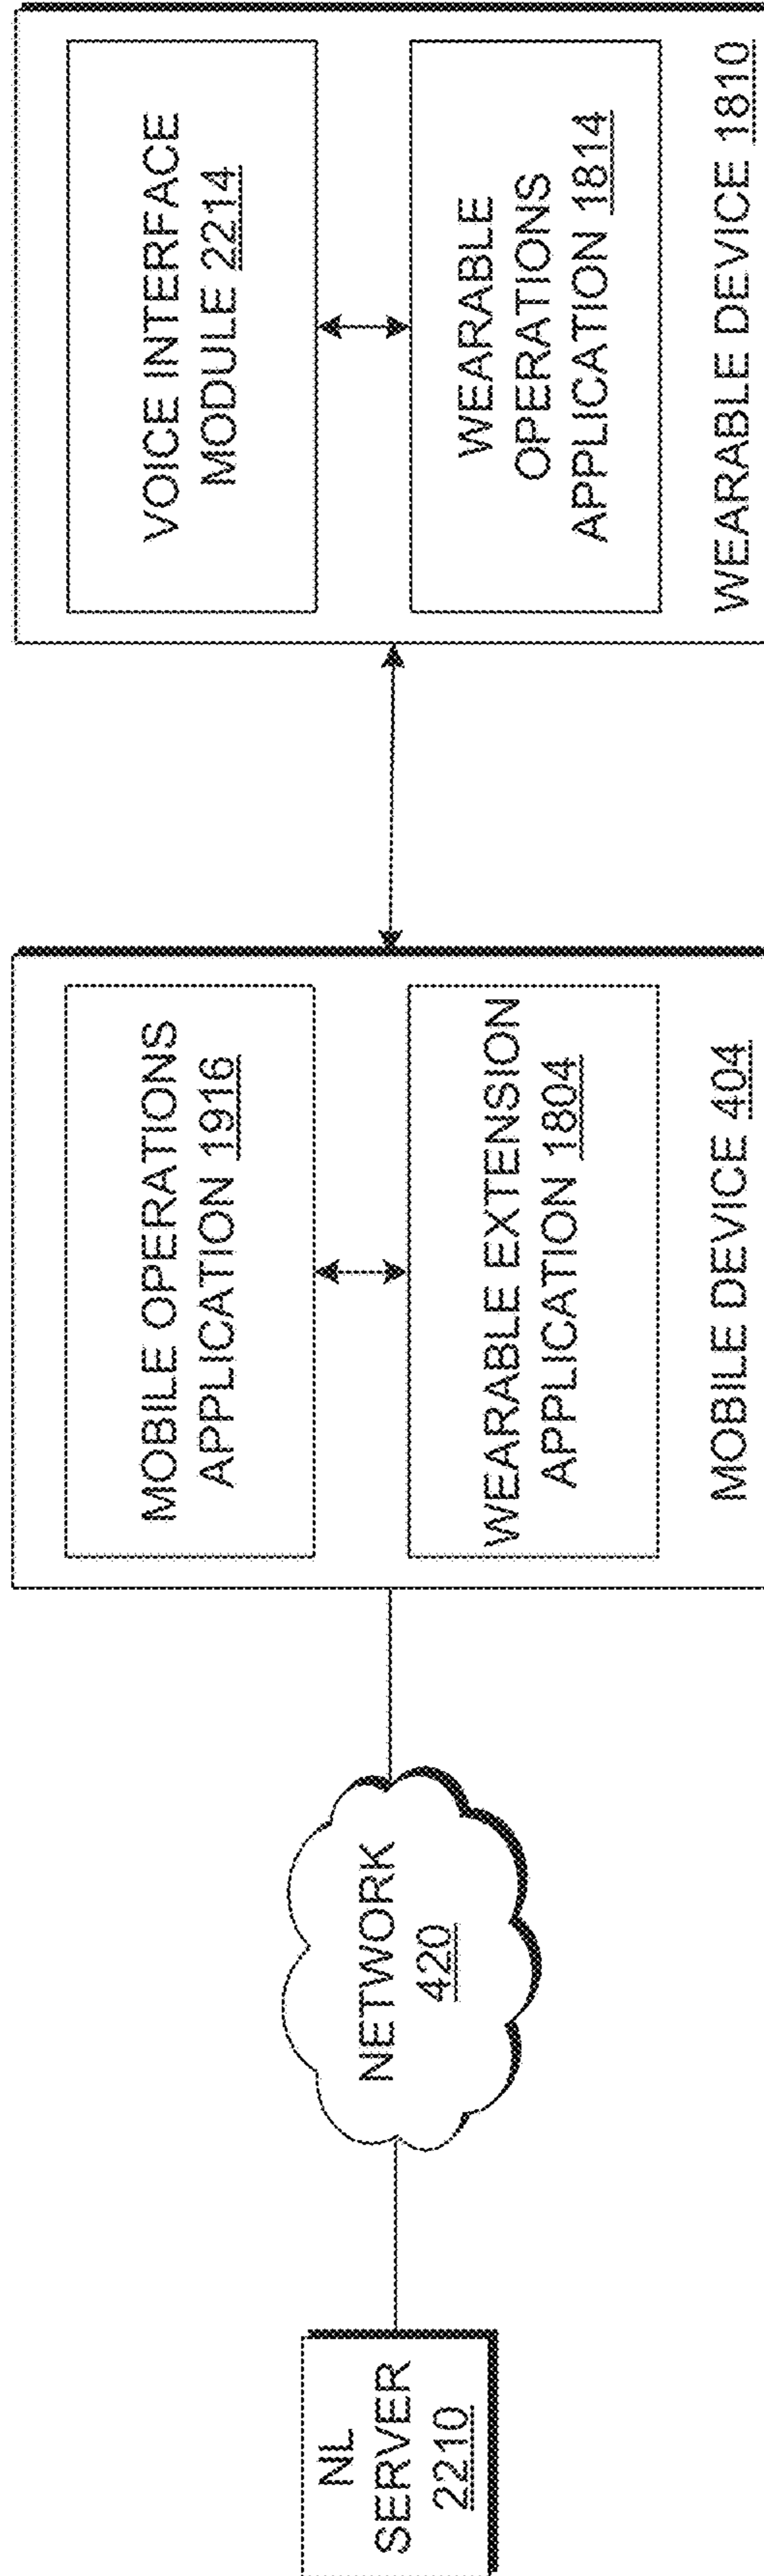 NL
SERVER
2210
NETWORK
420
MOBILE OPERATIONS
APPLICATION 1916
WEARABLE EXTENSION
APPLICATION 1804
MOBILE DEVICE 404
VOICE INTERFACE
MODULE 2214
WEARABLE
OPERATIONS
APPLICATION 1814
WEARABLE DEVICE 1810